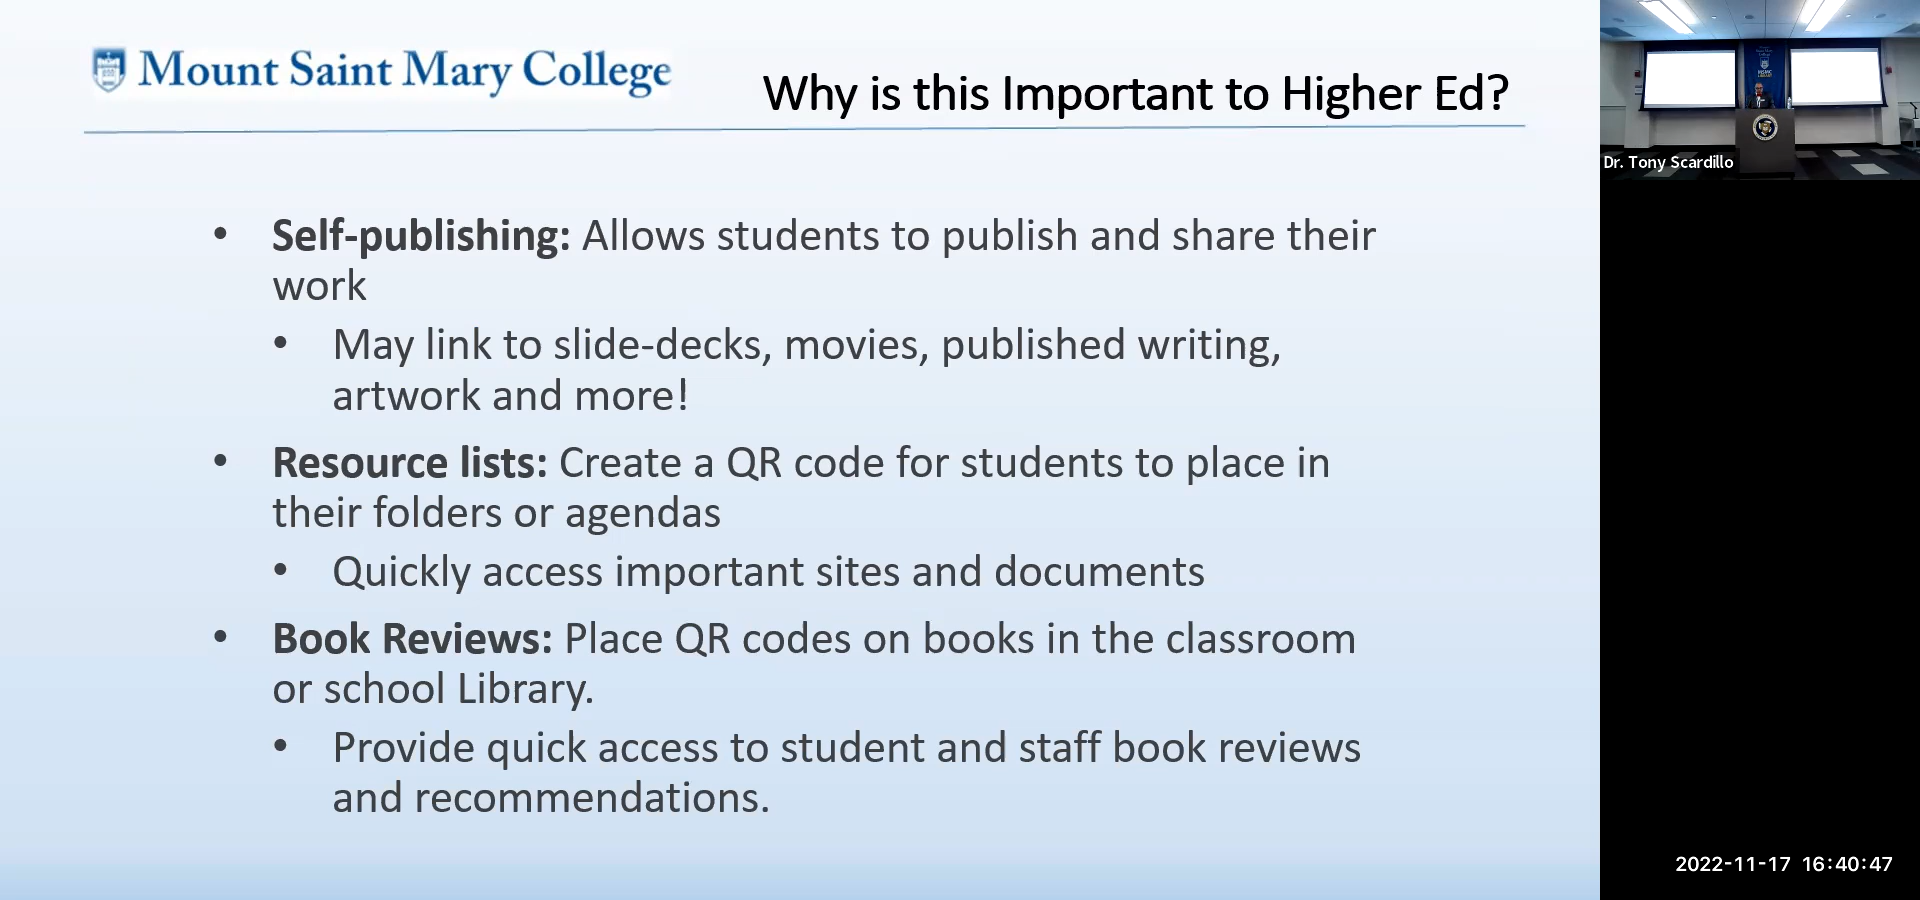 Mount Saint Mary College
Why is this Important to Higher Ed?
• Self-publishing: Allows students to publish and share their
work
• May link to slide-decks, movies, published writing,
artwork and more!
• Resource lists: Create a QR code for students to place in
their folders or agendas
• Quickly access important sites and documents
• Book Reviews: Place QR codes on books in the classroom
or school Library.
• Provide quick access to student and staff book reviews
and recommendations.
Dr. Tony Scardillo
2022-11-17 16:40:47